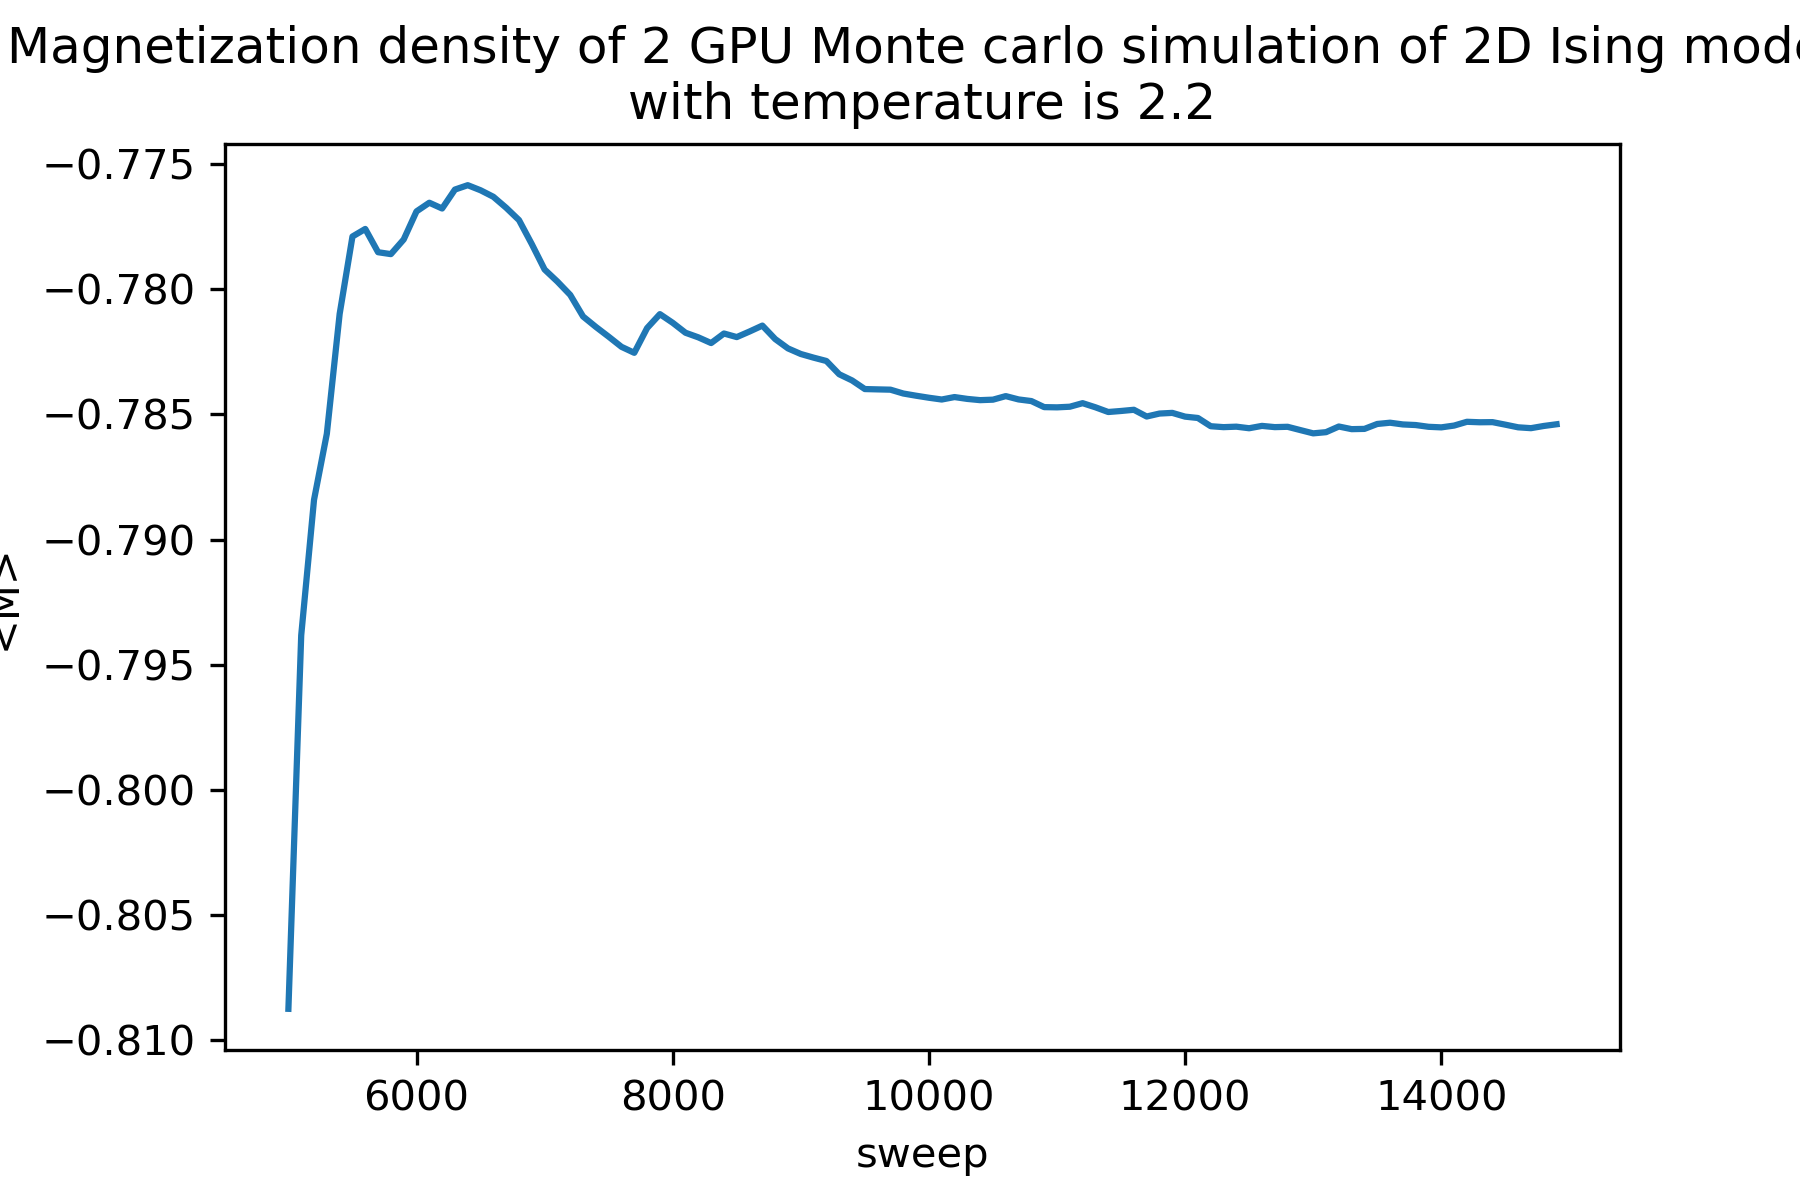 Magnetization density of 2 GPU Monte carlo simulation of 2D Ising
with temperature is 2.2
−0.775
−0.780
−0.785
−0.790
−0.795
−0.800
−0.805
−0.810
<M>
6000 8000 10000 12000 14000
sweep